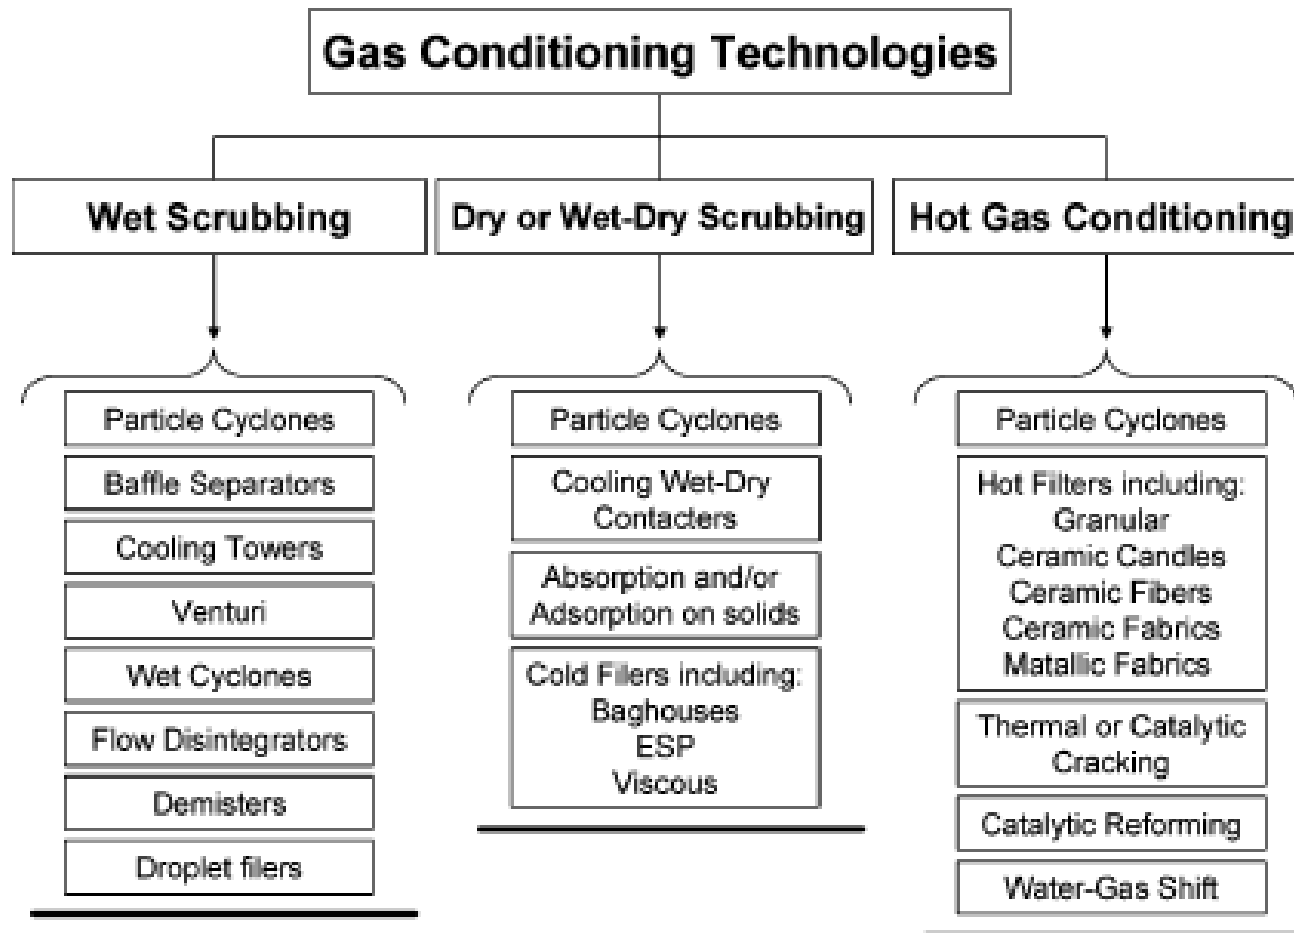 Gas Conditioning Technologies
Wet Scrubbing
Dry or Wet-Dry Scrubbing
Hot Gas Conditioning
Particle Cyclones
Baffle Separators
Cooling Towers
Venturi
Wet Cyclones
Flow Disintegrators
Demisters
Droplet filers
Particle Cyclones
Cooling Wet-Dry
Contacters
Absorption and/or
Adsorption on solids
Cold Filers including:
Baghouses
ESP
Viscous
Particle Cyclones
Hot Filters including:
Granular
Ceramic Candles
Ceramic Fibers
Ceramic Fabrics
Matallic Fabrics
Thermal or Catalytic
Cracking
Catalytic Reforming
Water-Gas Shift